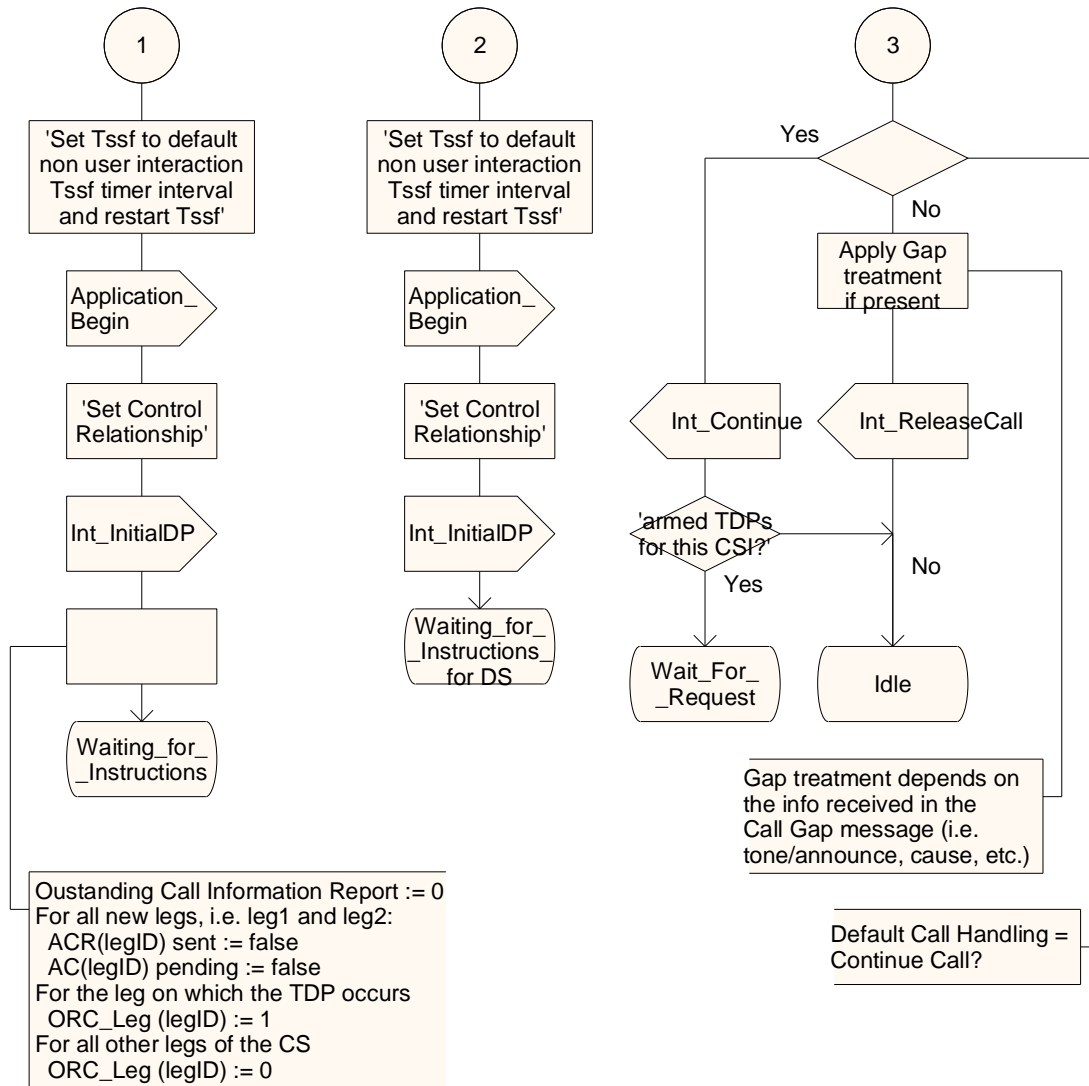 1
'Set Tssf to default
non user interaction
Tssf timer interval
and restart Tssf'
Application_
Begin
'Set Control
Relationship'
Int_InitialDP
Waiting_for_
_Instructions
Oustanding Call Information Report := 0
For all new legs, i.e. leg1 and leg2:
ACR(legID) sent := false
AC(legID) pending := false
For the leg on which the TDP occurs
ORC_Leg (legID) := 1
For all other legs of the CS
ORC_Leg (legID) := 0
2
'Set Tssf to default
non user interaction
Tssf timer interval
and restart Tssf'
Application_
Begin
'Set Control
Relationship'
Int_InitialDP
Waiting_for_
_Instructions_
for DS
3
Yes
No
Apply Gap
treatment
if present
Int_Continue
Int_ReleaseCall
'armed TDPs
for this CSI?'
Yes
No
Wait_For_
_Request
Idle
Gap treatment depends on
the info received in the
Call Gap message (i.e.
tone/announce, cause, etc.)
Default Call Handling =
Continue Call?